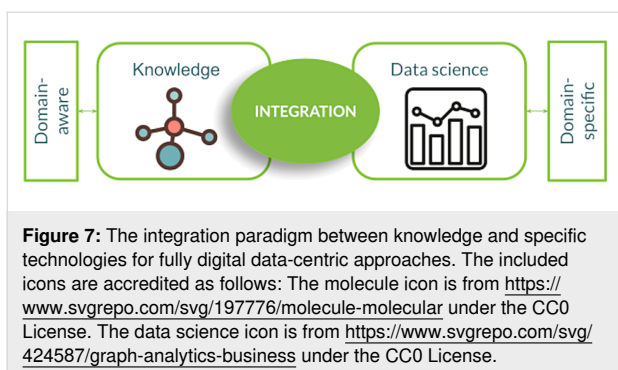 Domain-
aware
Knowledge
INTEGRATION
Data science
Domain-
specific
Figure 7: The integration paradigm between knowledge and specific
technologies for fully digital data-centric approaches. The included
icons are accredited as follows: The molecule icon is from https://
www.svgrepo.com/svg/197776/molecule-molecular under the CC0
License. The data science icon is from https://www.svgrepo.com/svg/
424587/graph-analytics-business under the CC0 License.